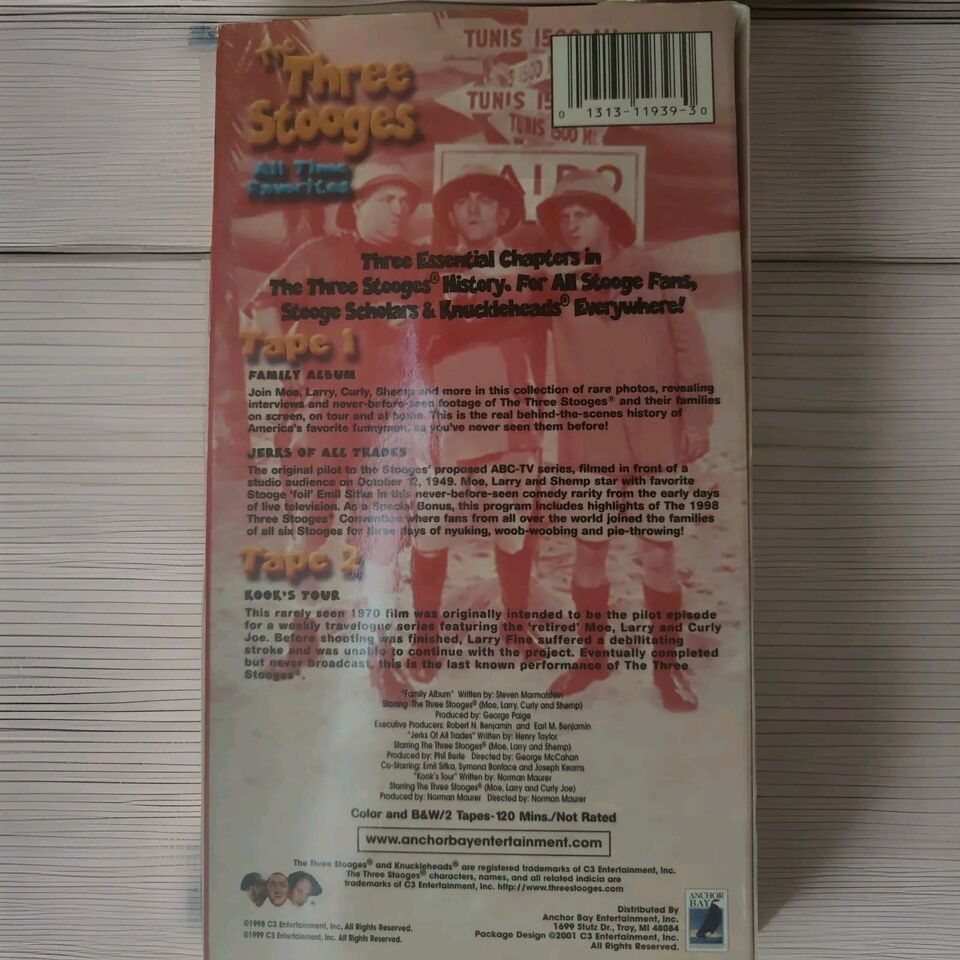 The
Three
Stooges
All Time
Favorites
TUNIS 1500 MI.
1500
TUNIS 15
TUNIS 1500 MI.
CAIRO
0 1313-11939-3 0
Three Essential Chapters in
The Three Stooges® History. For All Stooge Fans,
Stooge Scholars & Knuckleheads® Everywhere!
Tape 1
FAMILY ALBUM
Join Moe, Larry, Curly, Shemp and more in this collection of rare photos, revealing
interviews and never-before-seen footage of The Three Stooges® and their families
on screen, on tour and at home. This is the real behind-the-scenes history of
America's favorite funnymen, as you've never seen them before!
JERKS OF ALL TRADES
The original pilot to the Stooges' proposed ABC-TV series, filmed in front of a
studio audience on October 12, 1949. Moe, Larry and Shemp star with favorite
Stooge 'foil' Emil Sitke in this never-before-seen comedy rarity from the early days
of live television. As a Special Bonus, this program includes highlights of The 1998
Three Stooges® Convention where fans from all over the world joined the families
of all six Stooges for three days of nyuking, woob-woobing and pie-throwing!
Tape 2
KOOK'S TOUR
This rarely seen 1970 film was originally intended to be the pilot episode
for a weekly travelogue series featuring the 'retired' Moe, Larry and Curly
Joe. Before shooting was finished, Larry Fine suffered a debilitating
stroke and was unable to continue with the project. Eventually completed
but never broadcast, this is the last known performance of The Three
Stooges®.
"Family Album" Written by: Steven Marmalstein
Starring The Three Stooges® (Moe, Larry, Curly and Shemp)
Produced by: George Paige
Executive Producers: Robert N. Benjamin and Earl M. Benjamin
"Jerks Of All Trades" Written by: Henry Taylor
Starring The Three Stooges® (Moe, Larry and Shemp)
Produced by: Phil Berle Directed by: George McCahan
Co-Starring: Emil Sitka, Symona Boniface and Joseph Kearns
"Kook's Tour" Written by: Norman Maurer
Starring The Three Stooges® (Moe, Larry and Curly Joe)
Produced by: Norman Maurer Directed by: Norman Maurer
Color and B&W/2 Tapes-120 Mins./Not Rated
www.anchorbayentertainment.com
The Three Stooges® and Knuckleheads® are registered trademarks of C3 Entertainment, Inc.
The Three Stooges® characters, names, and all related indicia are
trademarks of C3 Entertainment, Inc. http://www.threestooges.com
©1998 C3 Entertainment, Inc. All Rights Reserved.
©1999 C3 Entertainment, Inc. All Rights Reserved.
Distributed By
Anchor Bay Entertainment, Inc.
1699 Stutz Dr., Troy, MI 48084
Package Design ©2001 C3 Entertainment, Inc.
All Rights Reserved.
ANCHOR
BAY
ENTERTAINMENT